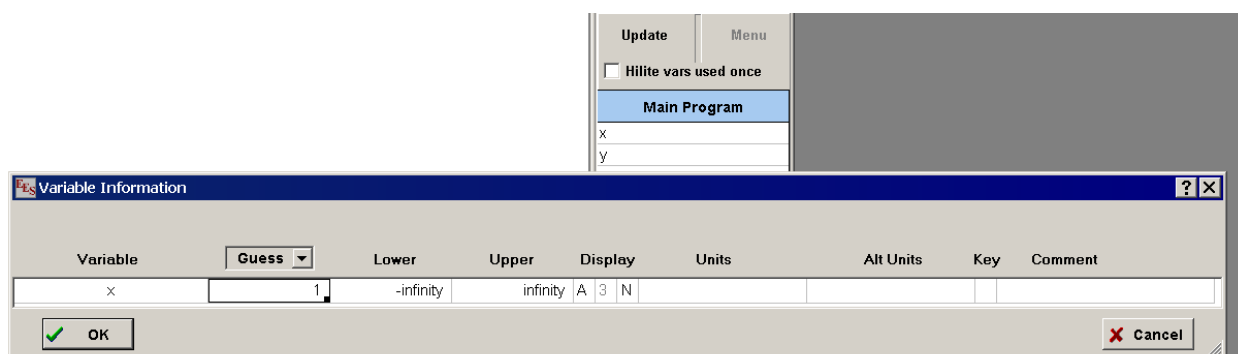 Update Menu
Hilite vars used once
Main Program
x
y
EES Variable Information ? X
Variable Guess Lower Upper Display Units Alt Units Key Comment
x 1 -infinity infinity A 3 N
OK Cancel